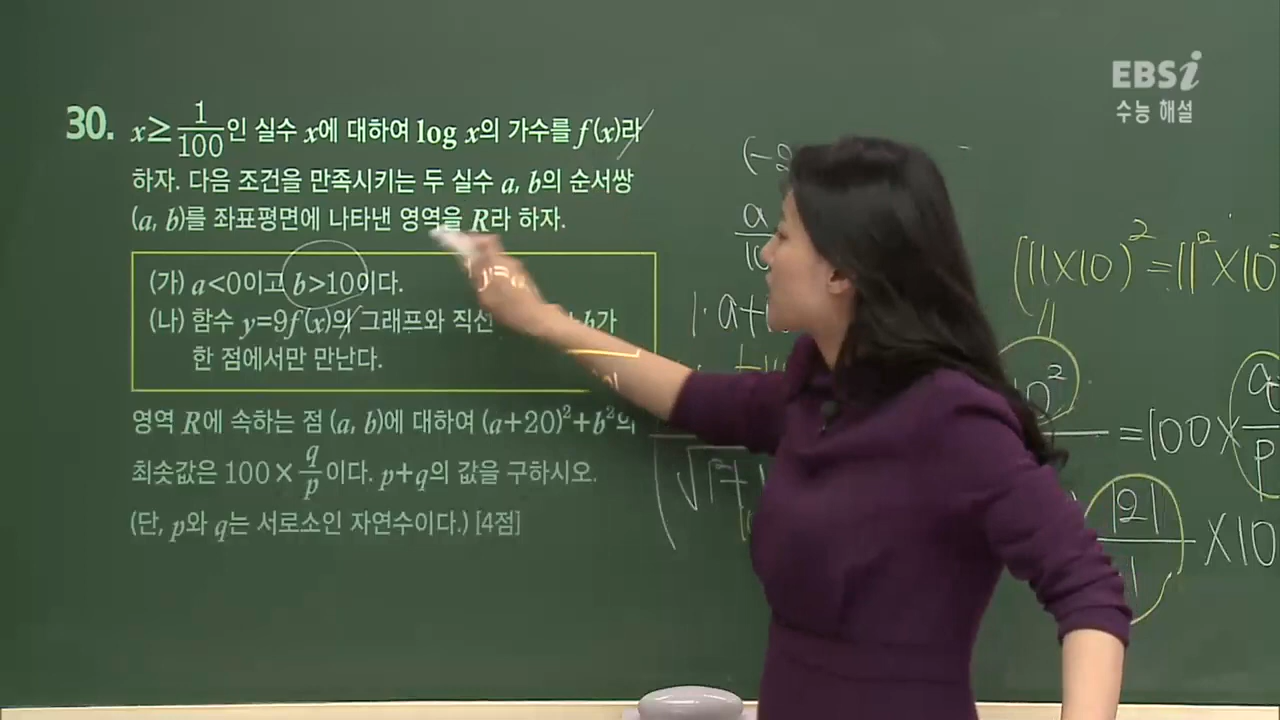 EBSi
수능 해설
30. x≥1/100인 실수 x에 대하여 log x의 가수를 f(x)라
하자. 다음 조건을 만족시키는 두 실수 a, b의 순서쌍
(a, b)를 좌표평면에 나타낸 영역을 R라 하자.
(가) a<0이고 b>10이다.
(나) 함수 y=9f(x)의 그래프와 직선 b가
한 점에서만 만난다.
영역 R에 속하는 점 (a, b)에 대하여 (a+20)²+b²의
최솟값은 100×q/p이다. p+q의 값을 구하시오.
(단, p와 q는 서로소인 자연수이다.) [4점]
(11×10)²=11²×10²
=100×q/p
121 ×10